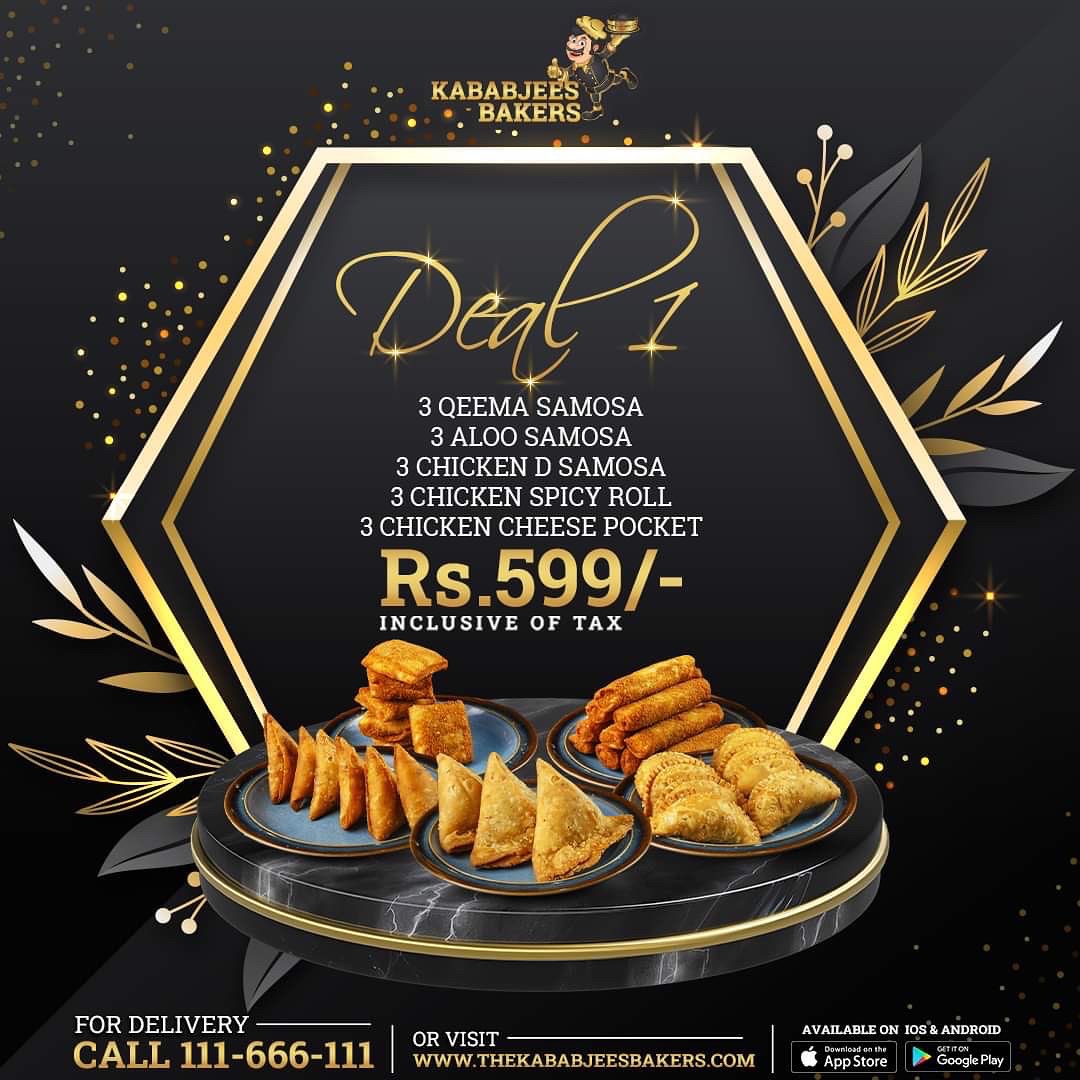 KABABJEES
BAKERS
Deal 1
3 QEEMA SAMOSA
3 ALOO SAMOSA
3 CHICKEN D SAMOSA
3 CHICKEN SPICY ROLL
3 CHICKEN CHEESE POCKET
Rs.599/-
INCLUSIVE OF TAX
FOR DELIVERY
CALL 111-666-111
OR VISIT
WWW.THEKABABJEESBAKERS.COM
AVAILABLE ON IOS & ANDROID
Download on the
App Store
GET IT ON
Google Play